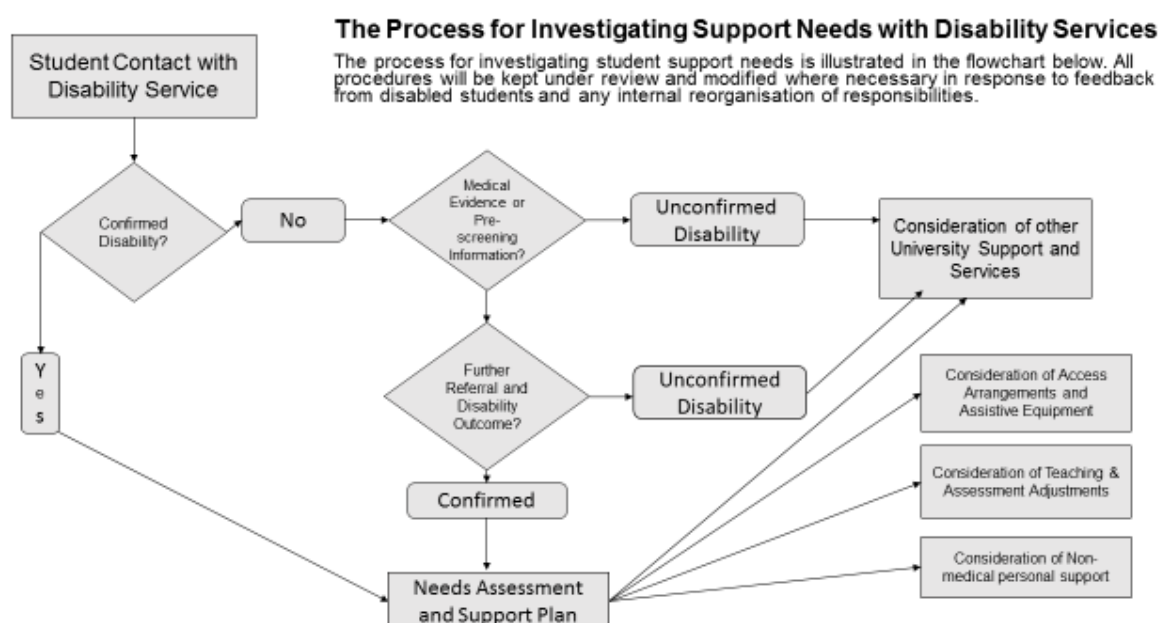 The Process for Investigating Support Needs with Disability Services
The process for investigating student support needs is illustrated in the flowchart below. All
procedures will be kept under review and modified where necessary in response to feedback
from disabled students and any internal reorganisation of responsibilities.
Student Contact with
Disability Service
Confirmed
Disability?
No
Medical
Evidence or
Pre-
screening
Information?
Unconfirmed
Disability
Consideration of other
University Support and
Services
Y
e
s
Further
Referral and
Disability
Outcome?
Unconfirmed
Disability
Consideration of Access
Arrangements and
Assistive Equipment
Confirmed
Consideration of Teaching &
Assessment Adjustments
Needs Assessment
and Support Plan
Consideration of Non-
medical personal support